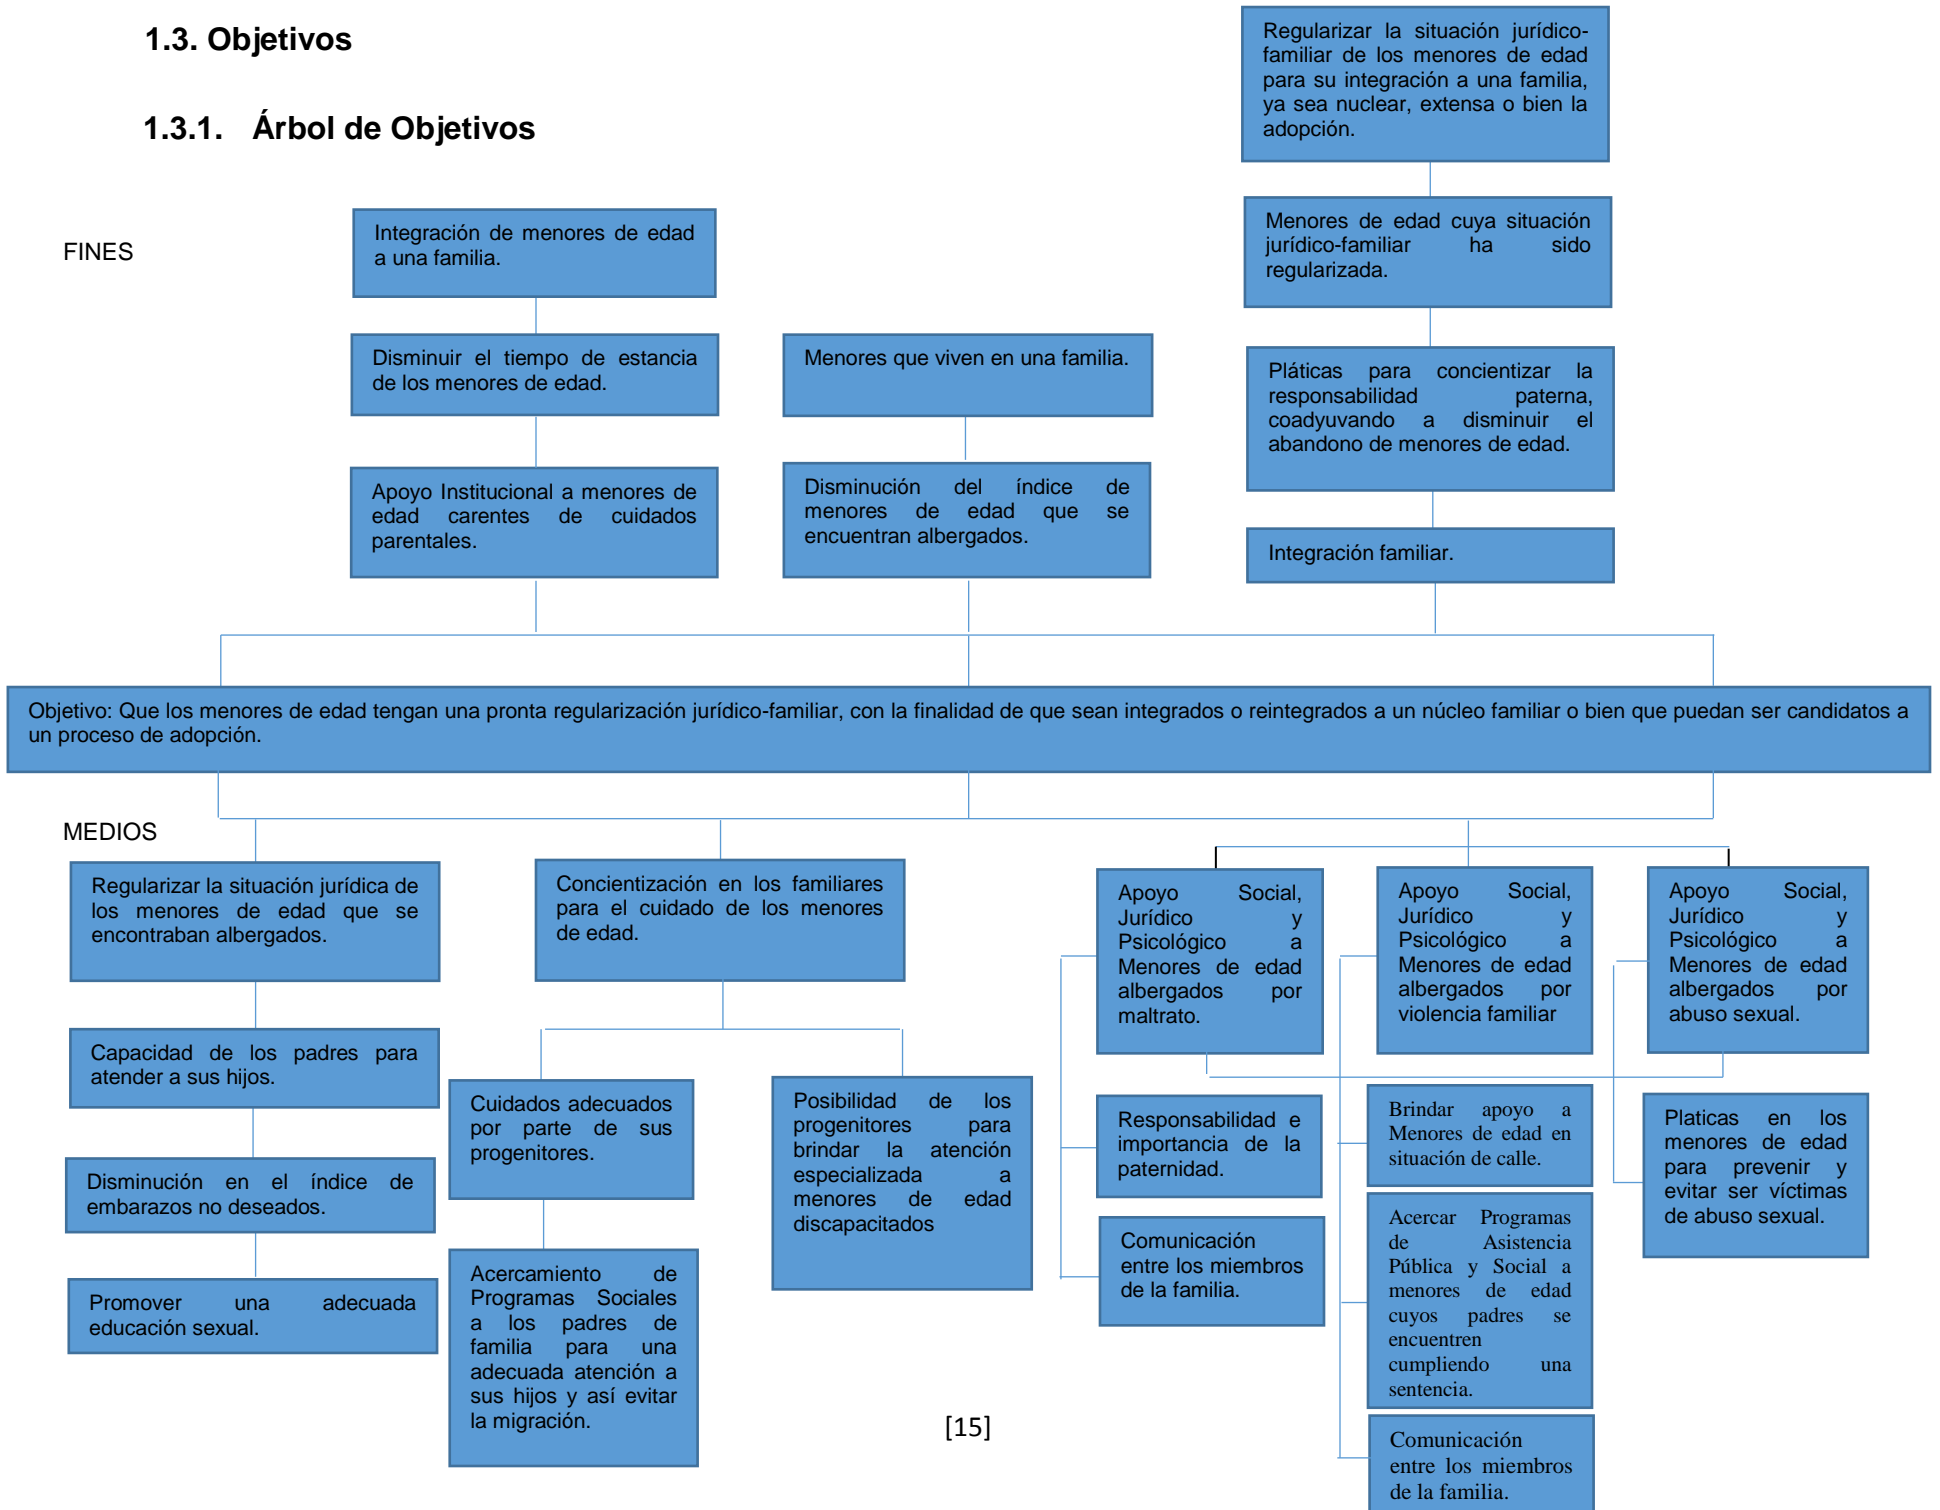 1.3. Objetivos
1.3.1. Árbol de Objetivos
Regularizar la situación jurídico-
familiar de los menores de edad
para su integración a una familia,
ya sea nuclear, extensa o bien la
adopción.
FINES
Integración de menores de edad
a una familia.
Menores de edad cuya situación
jurídico-familiar ha sido
regularizada.
Disminuir el tiempo de estancia
de los menores de edad.
Menores que viven en una familia.
Pláticas para concientizar la
responsabilidad paterna,
coadyuvando a disminuir el
abandono de menores de edad.
Apoyo Institucional a menores de
edad carentes de cuidados
parentales.
Disminución del índice de
menores de edad que se
encuentran albergados.
Integración familiar.
Objetivo: Que los menores de edad tengan una pronta regularización jurídico-familiar, con la finalidad de que sean integrados o reintegrados a un núcleo familiar o bien que puedan ser candidatos a
un proceso de adopción.
MEDIOS
Regularizar la situación jurídica de
los menores de edad que se
encontraban albergados.
Concientización en los familiares
para el cuidado de los menores
de edad.
Apoyo Social,
Jurídico y
Psicológico a
Menores de edad
albergados por
maltrato.
Apoyo Social,
Jurídico y
Psicológico a
Menores de edad
albergados por
violencia familiar
Apoyo Social,
Jurídico y
Psicológico a
Menores de edad
albergados por
abuso sexual.
Capacidad de los padres para
atender a sus hijos.
Cuidados adecuados
por parte de sus
progenitores.
Posibilidad de los
progenitores para
brindar la atención
especializada a
menores de edad
discapacitados
Responsabilidad e
importancia de la
paternidad.
Brindar apoyo a
Menores de edad en
situación de calle.
Platicas en los
menores de edad
para prevenir y
evitar ser víctimas
de abuso sexual.
Disminución en el índice de
embarazos no deseados.
Acercamiento de
Programas Sociales
a los padres de
familia para una
adecuada atención a
sus hijos y así evitar
la migración.
Comunicación
entre los miembros
de la familia.
Acercar Programas
de Asistencia
Pública y Social a
menores de edad
cuyos padres se
encuentren
cumpliendo una
sentencia.
Promover una adecuada
educación sexual.
Comunicación
entre los miembros
de la familia.
[15]